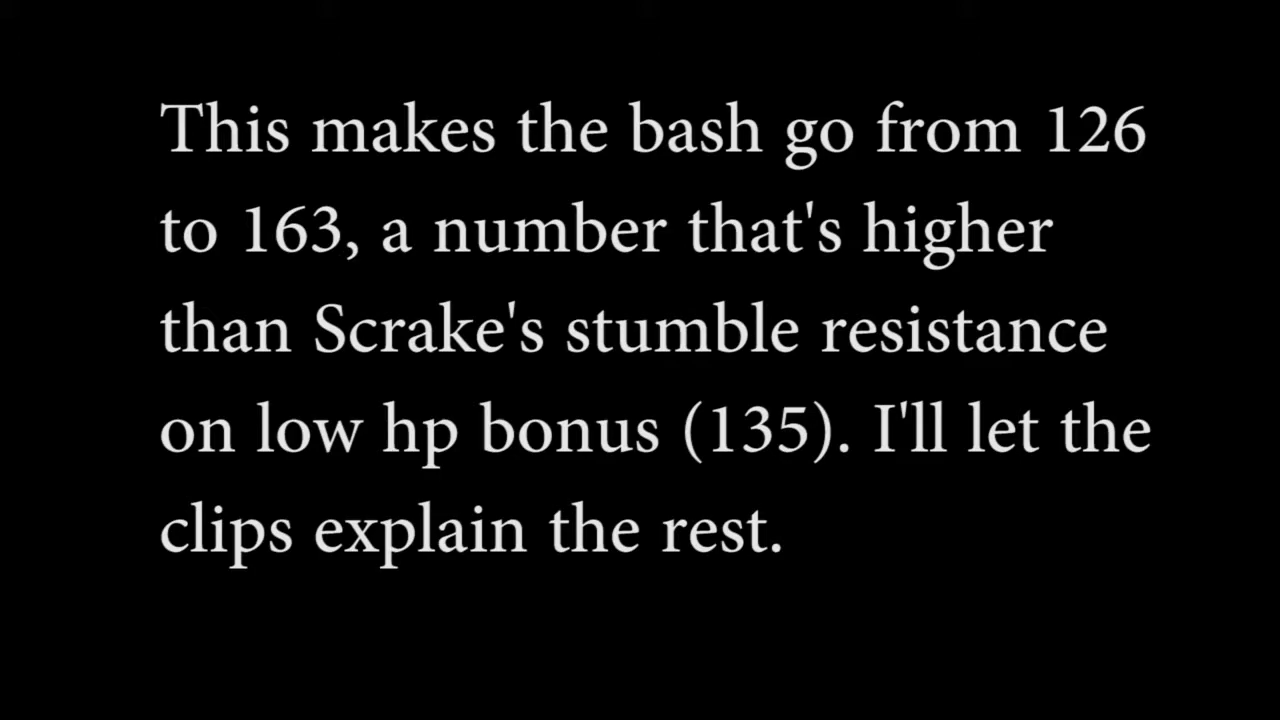 This makes the bash go from 126
to 163, a number that's higher
than Scrake's stumble resistance
on low hp bonus (135). I'll let the
clips explain the rest.